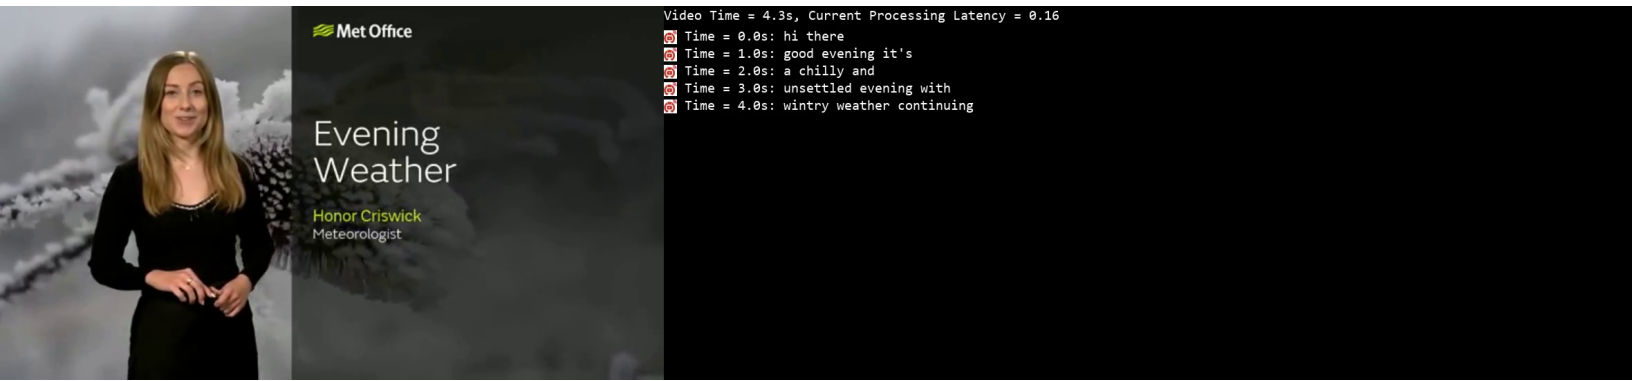 Met Office
Evening
Weather
Honor Criswick
Meteorologist
Video Time = 4.3s, Current Processing Latency = 0.16
Time = 0.0s: hi there
Time = 1.0s: good evening it's
Time = 2.0s: a chilly and
Time = 3.0s: unsettled evening with
Time = 4.0s: wintry weather continuing